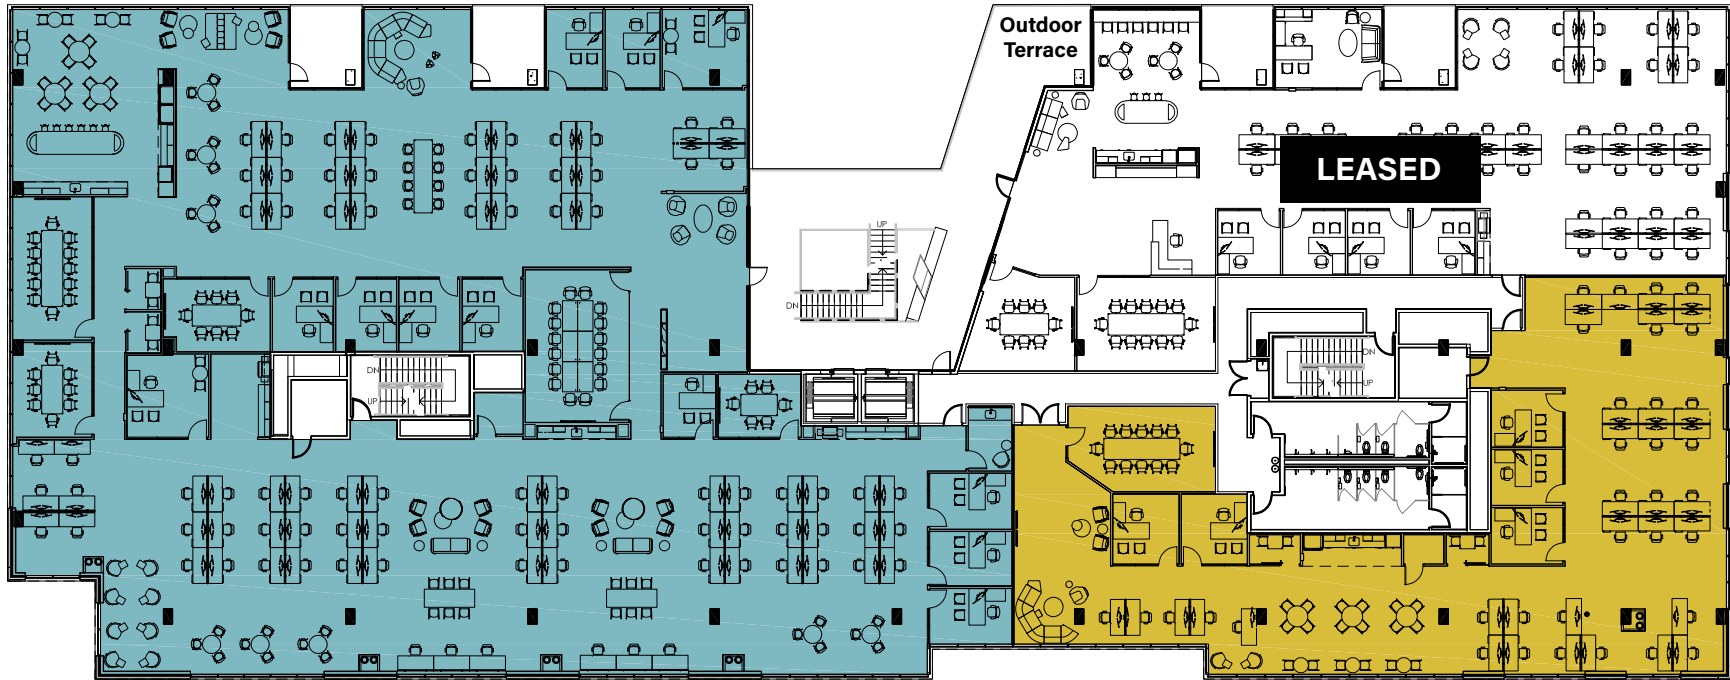 Outdoor
Terrace
LEASED
UP
DN
DN
UP
DN
UP